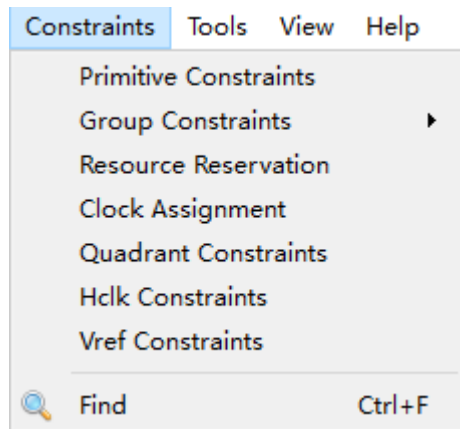 Constraints Tools View Help
Primitive Constraints
Group Constraints
Resource Reservation
Clock Assignment
Quadrant Constraints
Hclk Constraints
Vref Constraints
Find Ctrl+F